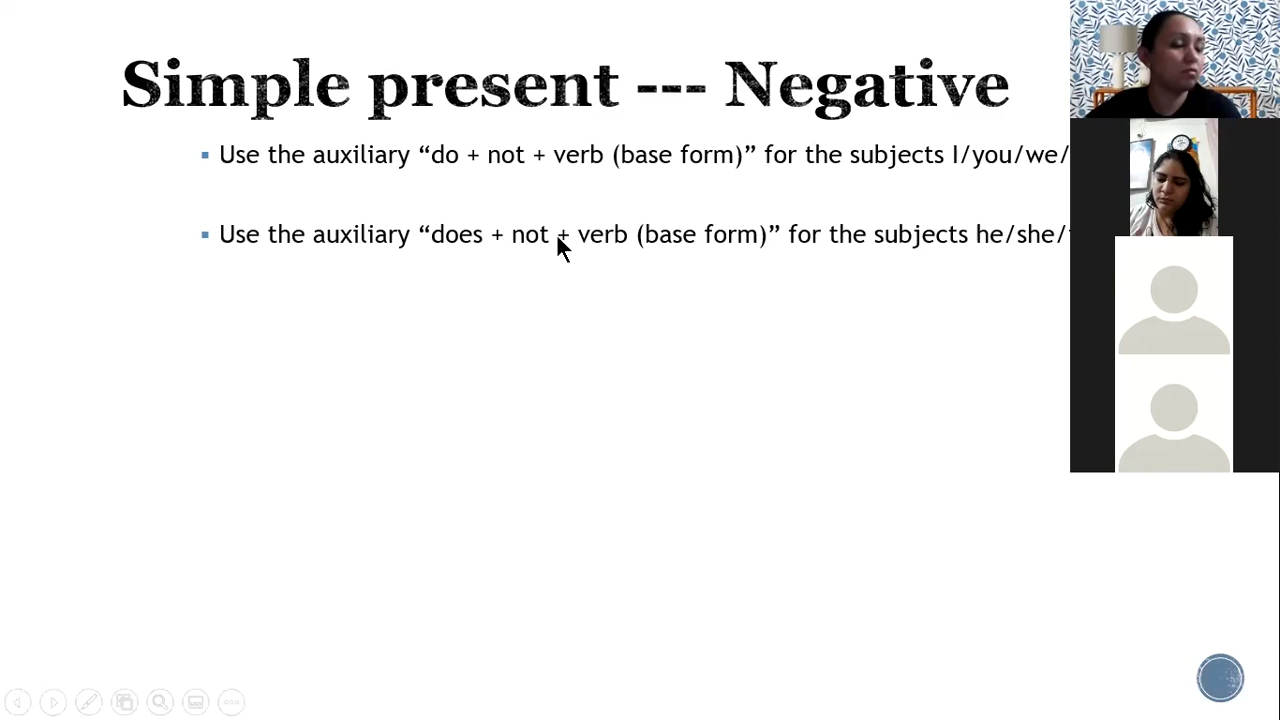 Simple present --- Negative
Use the auxiliary “do + not + verb (base form)” for the subjects I/you/we/
Use the auxiliary “does + not + verb (base form)” for the subjects he/she/